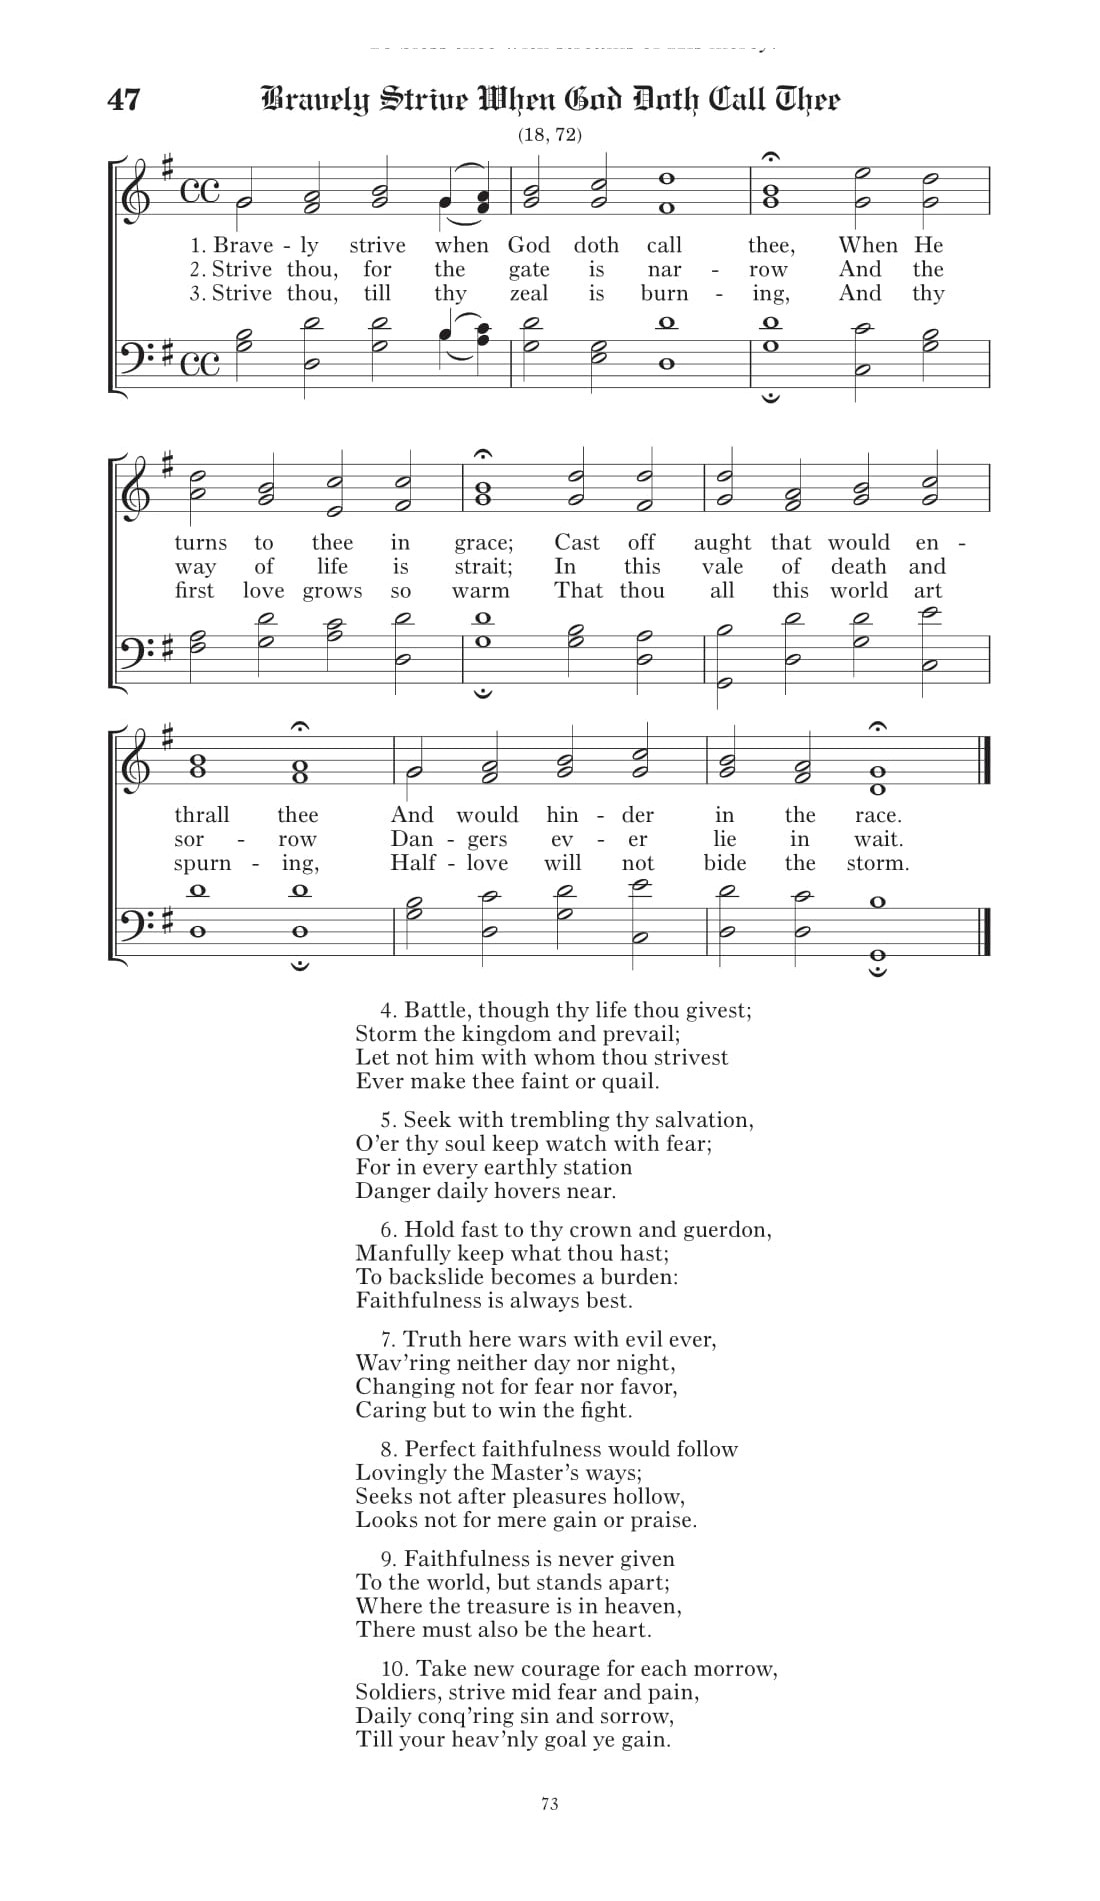 47 Bravely Strive When God Doth Call Thee
(18, 72)
1. Brave - ly strive when God doth call thee, When He
2. Strive thou, for the gate is nar - row And the
3. Strive thou, till thy zeal is burn - ing, And thy
turns to thee in grace; Cast off aught that would en -
way of life is strait; In this vale of death and
first love grows so warm That thou all this world art
thrall thee And would hin - der in the race.
sor - row Dan - gers ev - er lie in wait.
spurn - ing, Half - love will not bide the storm.
4. Battle, though thy life thou givest;
Storm the kingdom and prevail;
Let not him with whom thou strivest
Ever make thee faint or quail.
5. Seek with trembling thy salvation,
O’er thy soul keep watch with fear;
For in every earthly station
Danger daily hovers near.
6. Hold fast to thy crown and guerdon,
Manfully keep what thou hast;
To backslide becomes a burden:
Faithfulness is always best.
7. Truth here wars with evil ever,
Wav’ring neither day nor night,
Changing not for fear nor favor,
Caring but to win the fight.
8. Perfect faithfulness would follow
Lovingly the Master’s ways;
Seeks not after pleasures hollow,
Looks not for mere gain or praise.
9. Faithfulness is never given
To the world, but stands apart;
Where the treasure is in heaven,
There must also be the heart.
10. Take new courage for each morrow,
Soldiers, strive mid fear and pain,
Daily conq’ring sin and sorrow,
Till your heav’nly goal ye gain.
73